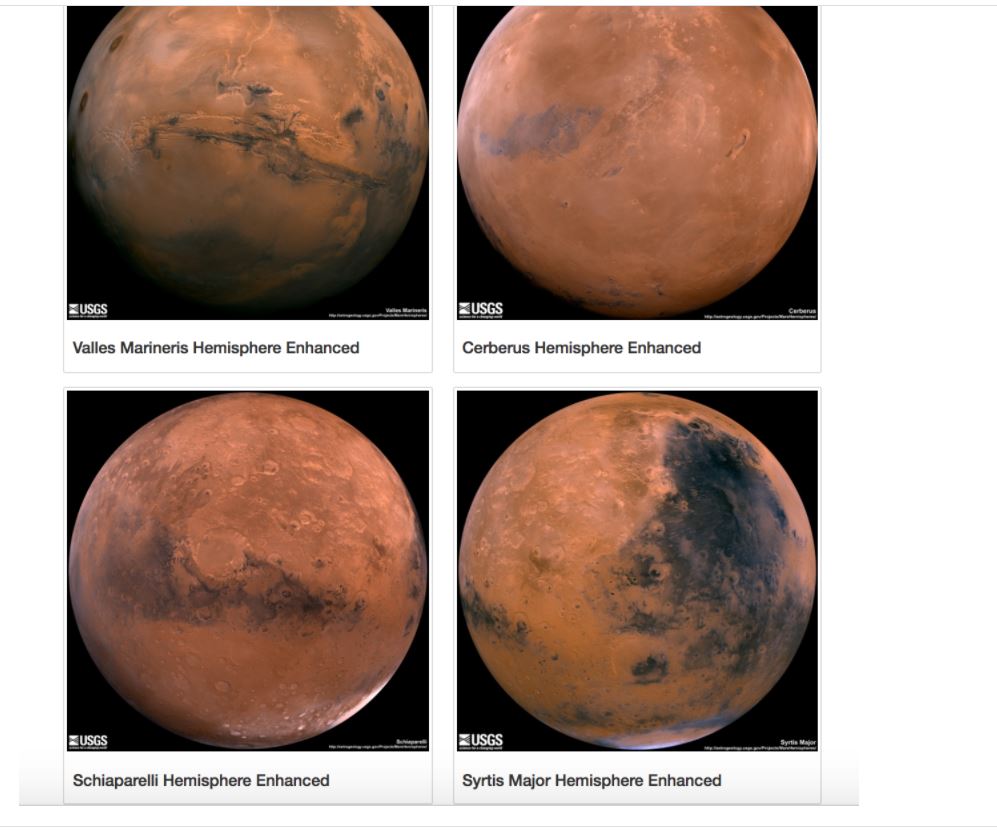 USGS
science for a changing world
Valles Marineris
http://astrogeology.usgs.gov/Projects/MarsHemispheres/
USGS
science for a changing world
Cerberus
http://astrogeology.usgs.gov/Projects/MarsHemispheres/
Valles Marineris Hemisphere Enhanced
Cerberus Hemisphere Enhanced
USGS
science for a changing world
Schiaparelli
http://astrogeology.usgs.gov/Projects/MarsHemispheres/
USGS
science for a changing world
Syrtis Major
http://astrogeology.usgs.gov/Projects/MarsHemispheres/
Schiaparelli Hemisphere Enhanced
Syrtis Major Hemisphere Enhanced